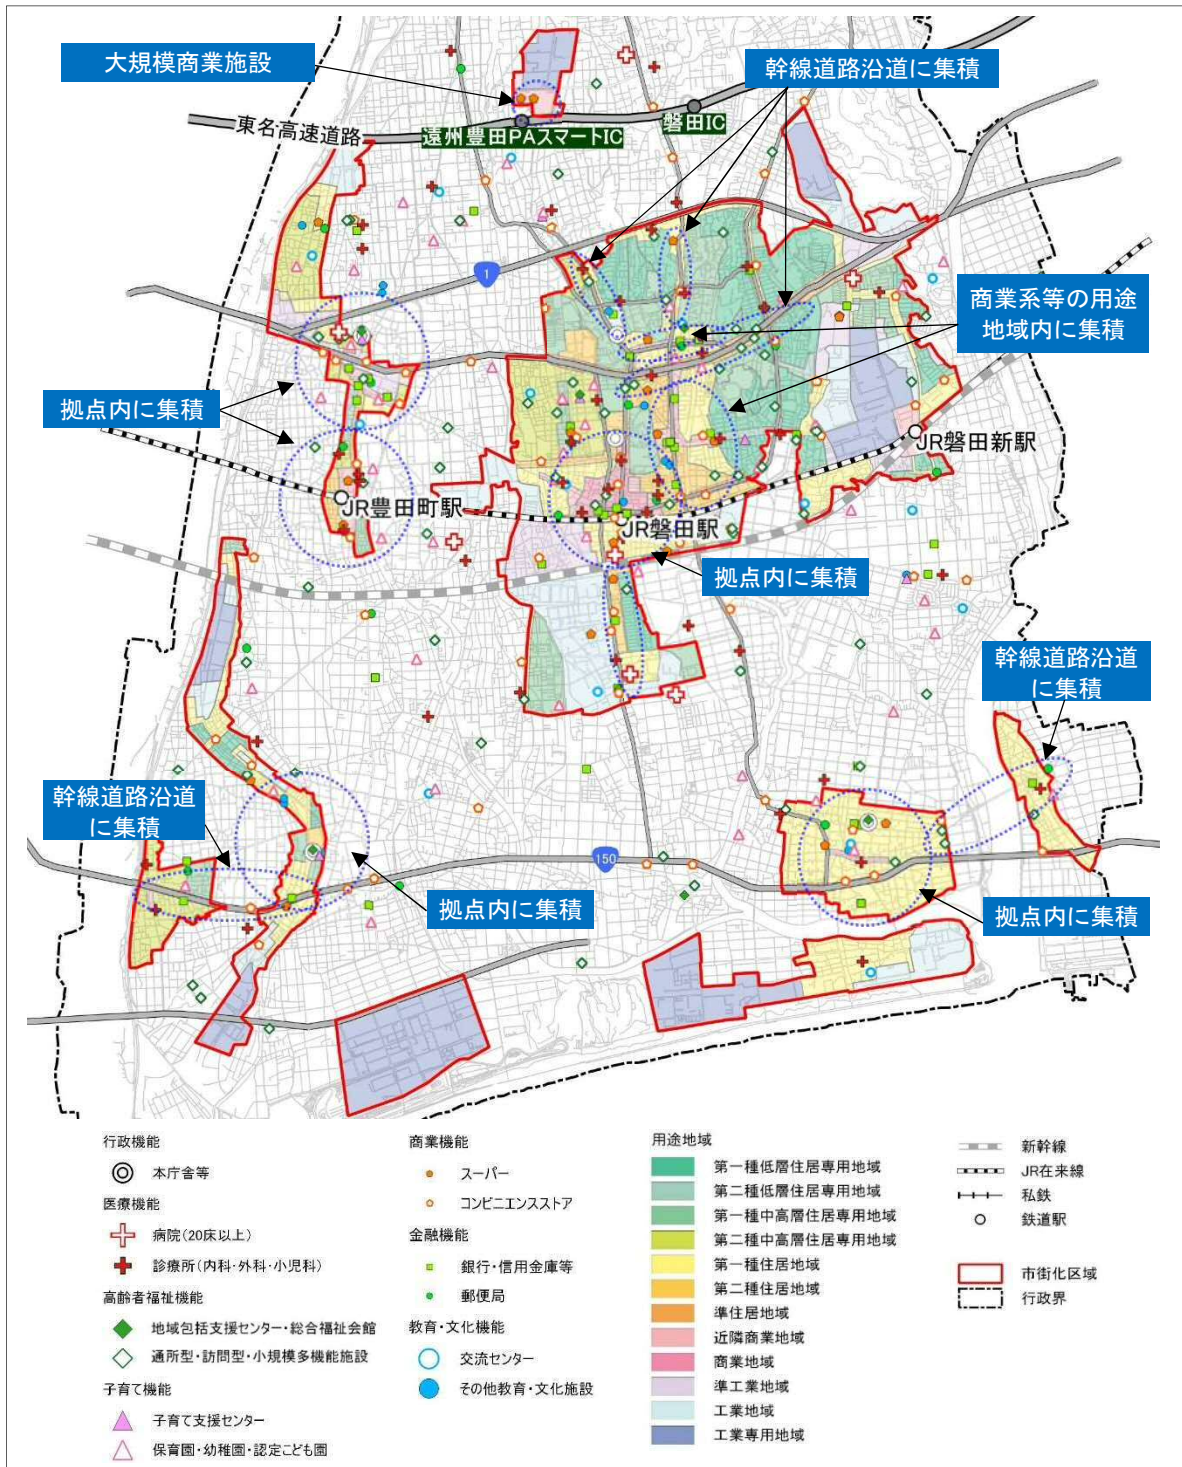 大規模商業施設
幹線道路沿道に集積
東名高速道路
遠州豊田PAスマートIC
磐田IC
1
商業系等の用途
地域内に集積
拠点内に集積
JR磐田新駅
JR豊田町駅
JR磐田駅
拠点内に集積
幹線道路沿道
に集積
幹線道路沿道
に集積
150
拠点内に集積
拠点内に集積
行政機能
本庁舎等
医療機能
病院(20床以上)
診療所(内科・外科・小児科)
高齢者福祉機能
地域包括支援センター・総合福祉会館
通所型・訪問型・小規模多機能施設
子育て機能
子育て支援センター
保育園・幼稚園・認定こども園
商業機能
スーパー
コンビニエンスストア
金融機能
銀行・信用金庫等
郵便局
教育・文化機能
交流センター
その他教育・文化施設
用途地域
第一種低層住居専用地域
第二種低層住居専用地域
第一種中高層住居専用地域
第二種中高層住居専用地域
第一種住居地域
第二種住居地域
準住居地域
近隣商業地域
商業地域
準工業地域
工業地域
工業専用地域
新幹線
JR在来線
私鉄
鉄道駅
市街化区域
行政界